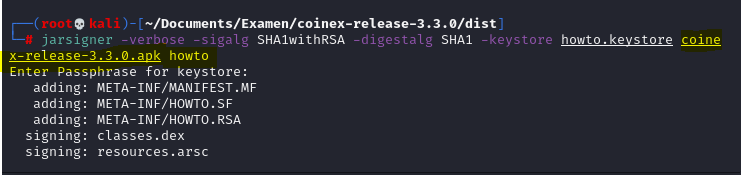 ┌──(root💀kali)-[~/Documents/Examen/coinex-release-3.3.0/dist]
└─# jarsigner -verbose -sigalg SHA1withRSA -digestalg SHA1 -keystore howto.keystore coine
x-release-3.3.0.apk howto
Enter Passphrase for keystore:
   adding: META-INF/MANIFEST.MF
   adding: META-INF/HOWTO.SF
   adding: META-INF/HOWTO.RSA
  signing: classes.dex
  signing: resources.arsc